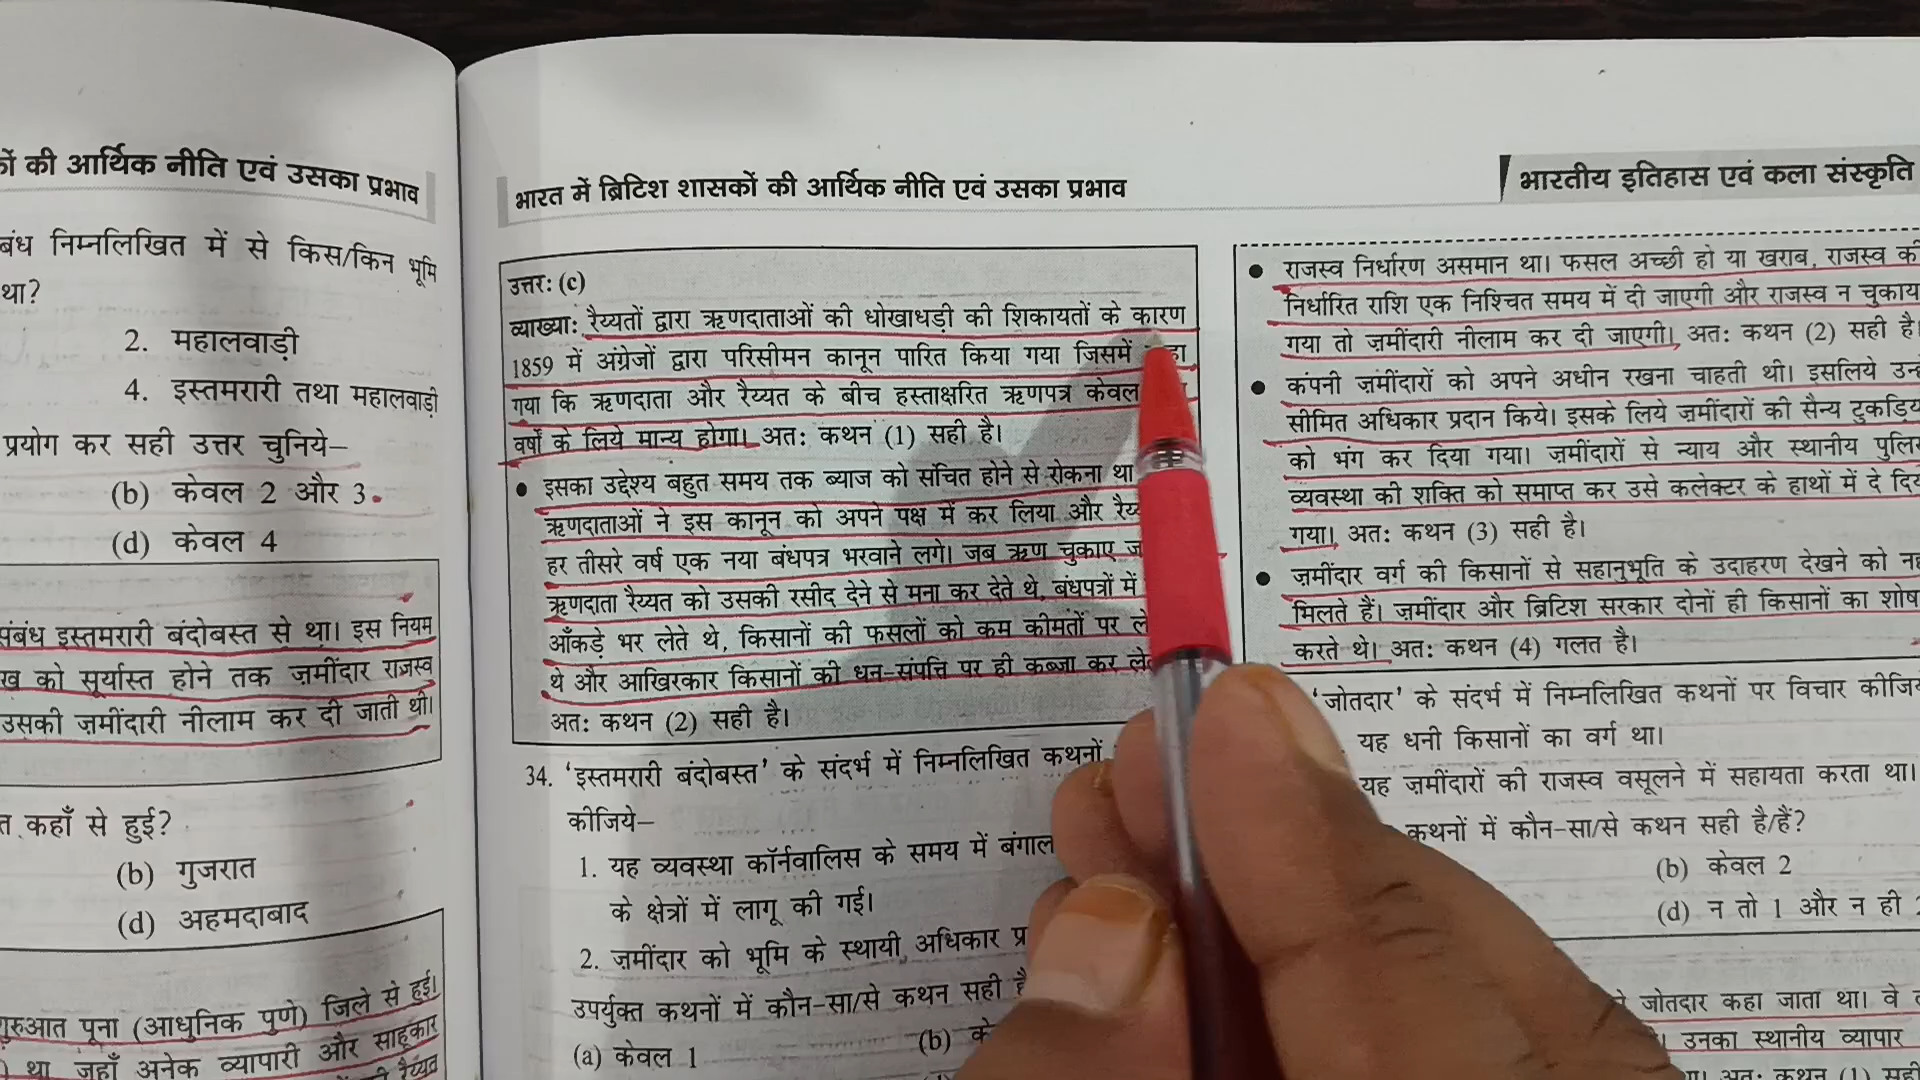 की आर्थिक नीति एवं उसका प्रभाव
बंध निम्नलिखित में से किस/किन भूमि
था?
2. महालवाड़ी
4. इस्तमरारी तथा महालवाड़ी
प्रयोग कर सही उत्तर चुनिये–
(b) केवल 2 और 3
(d) केवल 4
संबंध इस्तमरारी बंदोबस्त से था। इस नियम
को सूर्यास्त होने तक ज़मींदार राजस्व
उसकी ज़मींदारी नीलाम कर दी जाती थी।
कहाँ से हुई?
(b) गुजरात
(d) अहमदाबाद
पूना (आधुनिक पुणे) जिले से हुई।
था, जहाँ अनेक व्यापारी और साहूकार
रैय्यत
भारत में ब्रिटिश शासकों की आर्थिक नीति एवं उसका प्रभाव
उत्तर: (c)
व्याख्या: रैय्यतों द्वारा ऋणदाताओं की धोखाधड़ी की शिकायतों के कारण
1859 में अंग्रेजों द्वारा परिसीमन कानून पारित किया गया जिसमें
गया कि ऋणदाता और रैय्यत के बीच हस्ताक्षरित ऋणपत्र केवल
वर्षों के लिये मान्य होगा। अतः कथन (1) सही है।
● इसका उद्देश्य बहुत समय तक ब्याज को संचित होने से रोकना था
ऋणदाताओं ने इस कानून को अपने पक्ष में कर लिया और
हर तीसरे वर्ष एक नया बंधपत्र भरवाने लगे। जब ऋण चुकाए
ऋणदाता रैय्यत को उसकी रसीद देने से मना कर देते थे, बंधपत्रों में
आँकड़े भर लेते थे, किसानों की फसलों को कम कीमतों पर
थे और आखिरकार किसानों की धन-संपत्ति पर ही कब्जा कर
अतः कथन (2) सही है।
34. ‘इस्तमरारी बंदोबस्त’ के संदर्भ में निम्नलिखित कथनों
कीजिये–
1. यह व्यवस्था कॉर्नवालिस के समय में बंगाल
के क्षेत्रों में लागू की गई।
2. ज़मींदार को भूमि के स्थायी अधिकार
उपर्युक्त कथनों में कौन-सा/से कथन सही
(a) केवल 1
(b)
भारतीय इतिहास एवं कला संस्कृति
● राजस्व निर्धारण असमान था। फसल अच्छी हो या खराब, राजस्व की
निर्धारित राशि एक निश्चित समय में दी जाएगी और राजस्व न
गया तो ज़मींदारी नीलाम कर दी जाएगी। अतः कथन (2) सही है।
● कंपनी ज़मींदारों को अपने अधीन रखना चाहती थी। इसलिये
सीमित अधिकार प्रदान किये। इसके लिये ज़मींदारों की सैन्य
को भंग कर दिया गया। ज़मींदारों से न्याय और स्थानीय
व्यवस्था की शक्ति को समाप्त कर उसे कलेक्टर के हाथों में दे
गया। अतः कथन (3) सही है।
● ज़मींदार वर्ग की किसानों से सहानुभूति के उदाहरण देखने को
मिलते हैं। ज़मींदार और ब्रिटिश सरकार दोनों ही किसानों का
करते थे। अतः कथन (4) गलत है।
‘जोतदार’ के संदर्भ में निम्नलिखित कथनों पर विचार
यह धनी किसानों का वर्ग था।
यह ज़मींदारों की राजस्व वसूलने में सहायता करता था।
कथनों में कौन-सा/से कथन सही है/हैं?
(b) केवल 2
(d) न तो 1 और न ही
जोतदार कहा जाता था। वे
उनका स्थानीय व्यापार
अतः कथन (1) सही